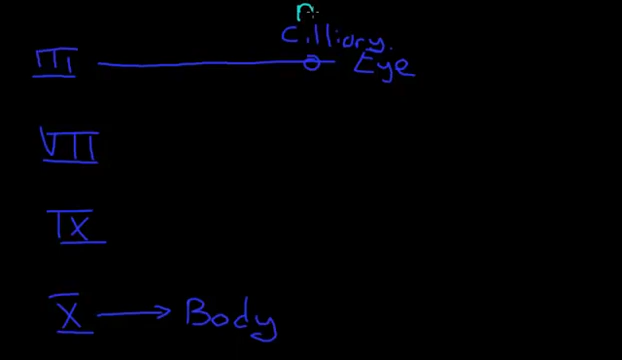 Cilliary.
III Eye
VII
IX
X → Body